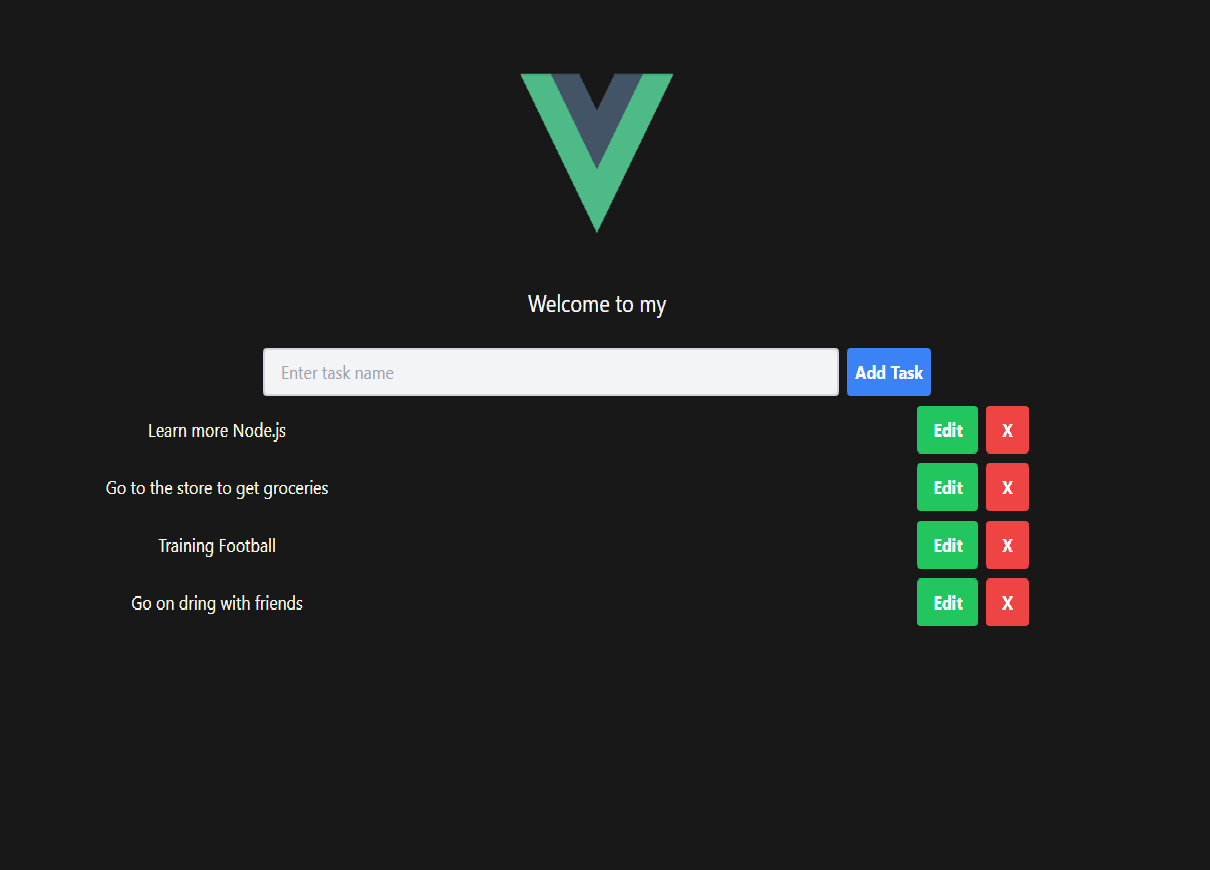 Welcome to my
Enter task name Add Task
Learn more Node.js Edit X
Go to the store to get groceries Edit X
Training Football Edit X
Go on dring with friends Edit X